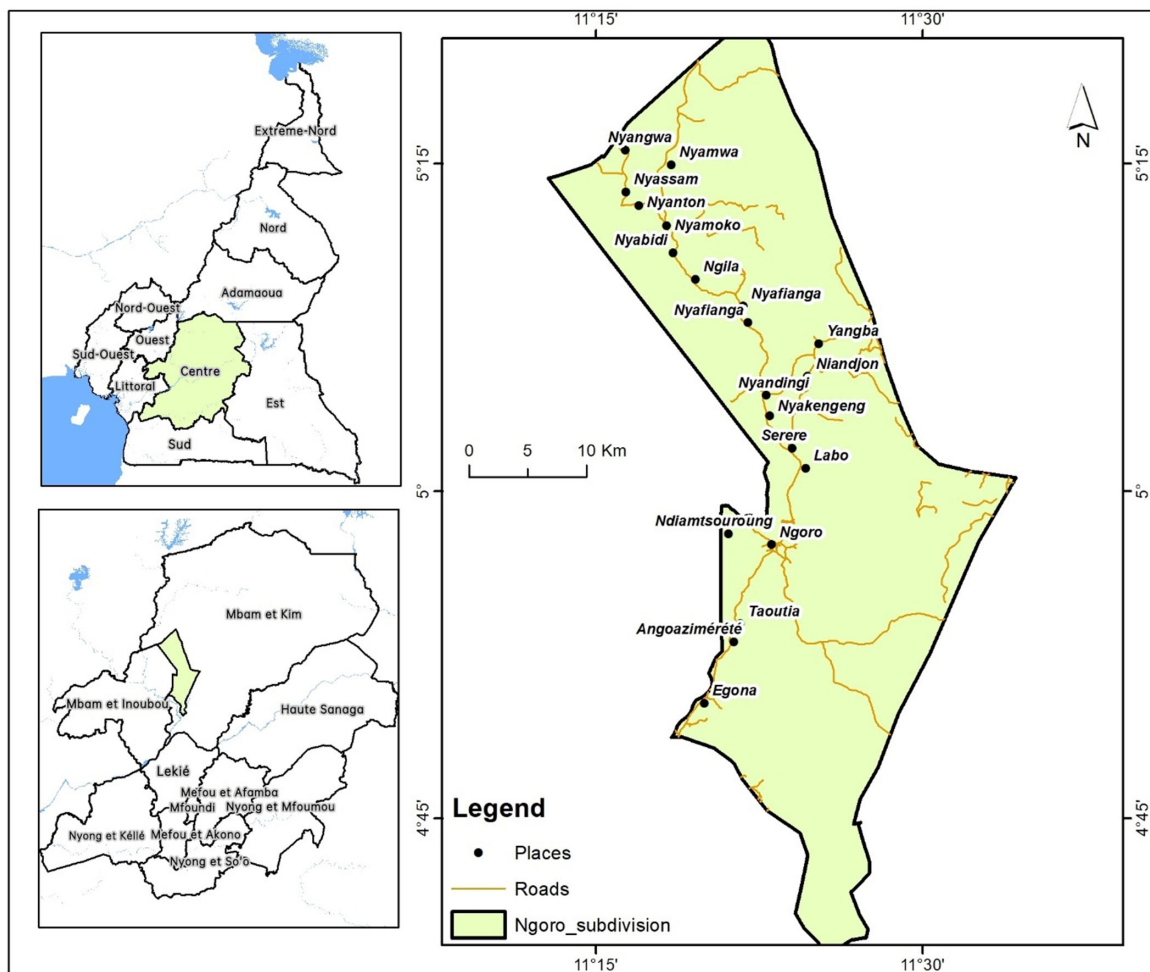 Extreme-Nord
Nord
Adamaoua
Nord-Ouest
Ouest
Sud-Ouest
Littoral
Centre
Est
Sud
Mbam et Kim
Mbam et Inoubou
Haute Sanaga
Lekié
Mefou et Afamba
Mfoundi
Nyong et Mfoumou
Nyong et Kéllé
Mefou et Akono
Nyong et So'o
11°15'
11°30'
N
5°15'
5°15'
Nyangwa
Nyamwa
Nyassam
Nyanton
Nyamoko
Nyabidi
Ngila
Nyafianga
Nyafianga
Yangba
Niandjon
Nyandingi
Nyakengeng
Serere
Labo
0 5 10 Km
5°
5°
Ndiamtsouroung
Ngoro
Taoutia
Angoazimérété
Egona
4°45'
4°45'
Legend
Places
Roads
Ngoro_subdivision
11°15'
11°30'